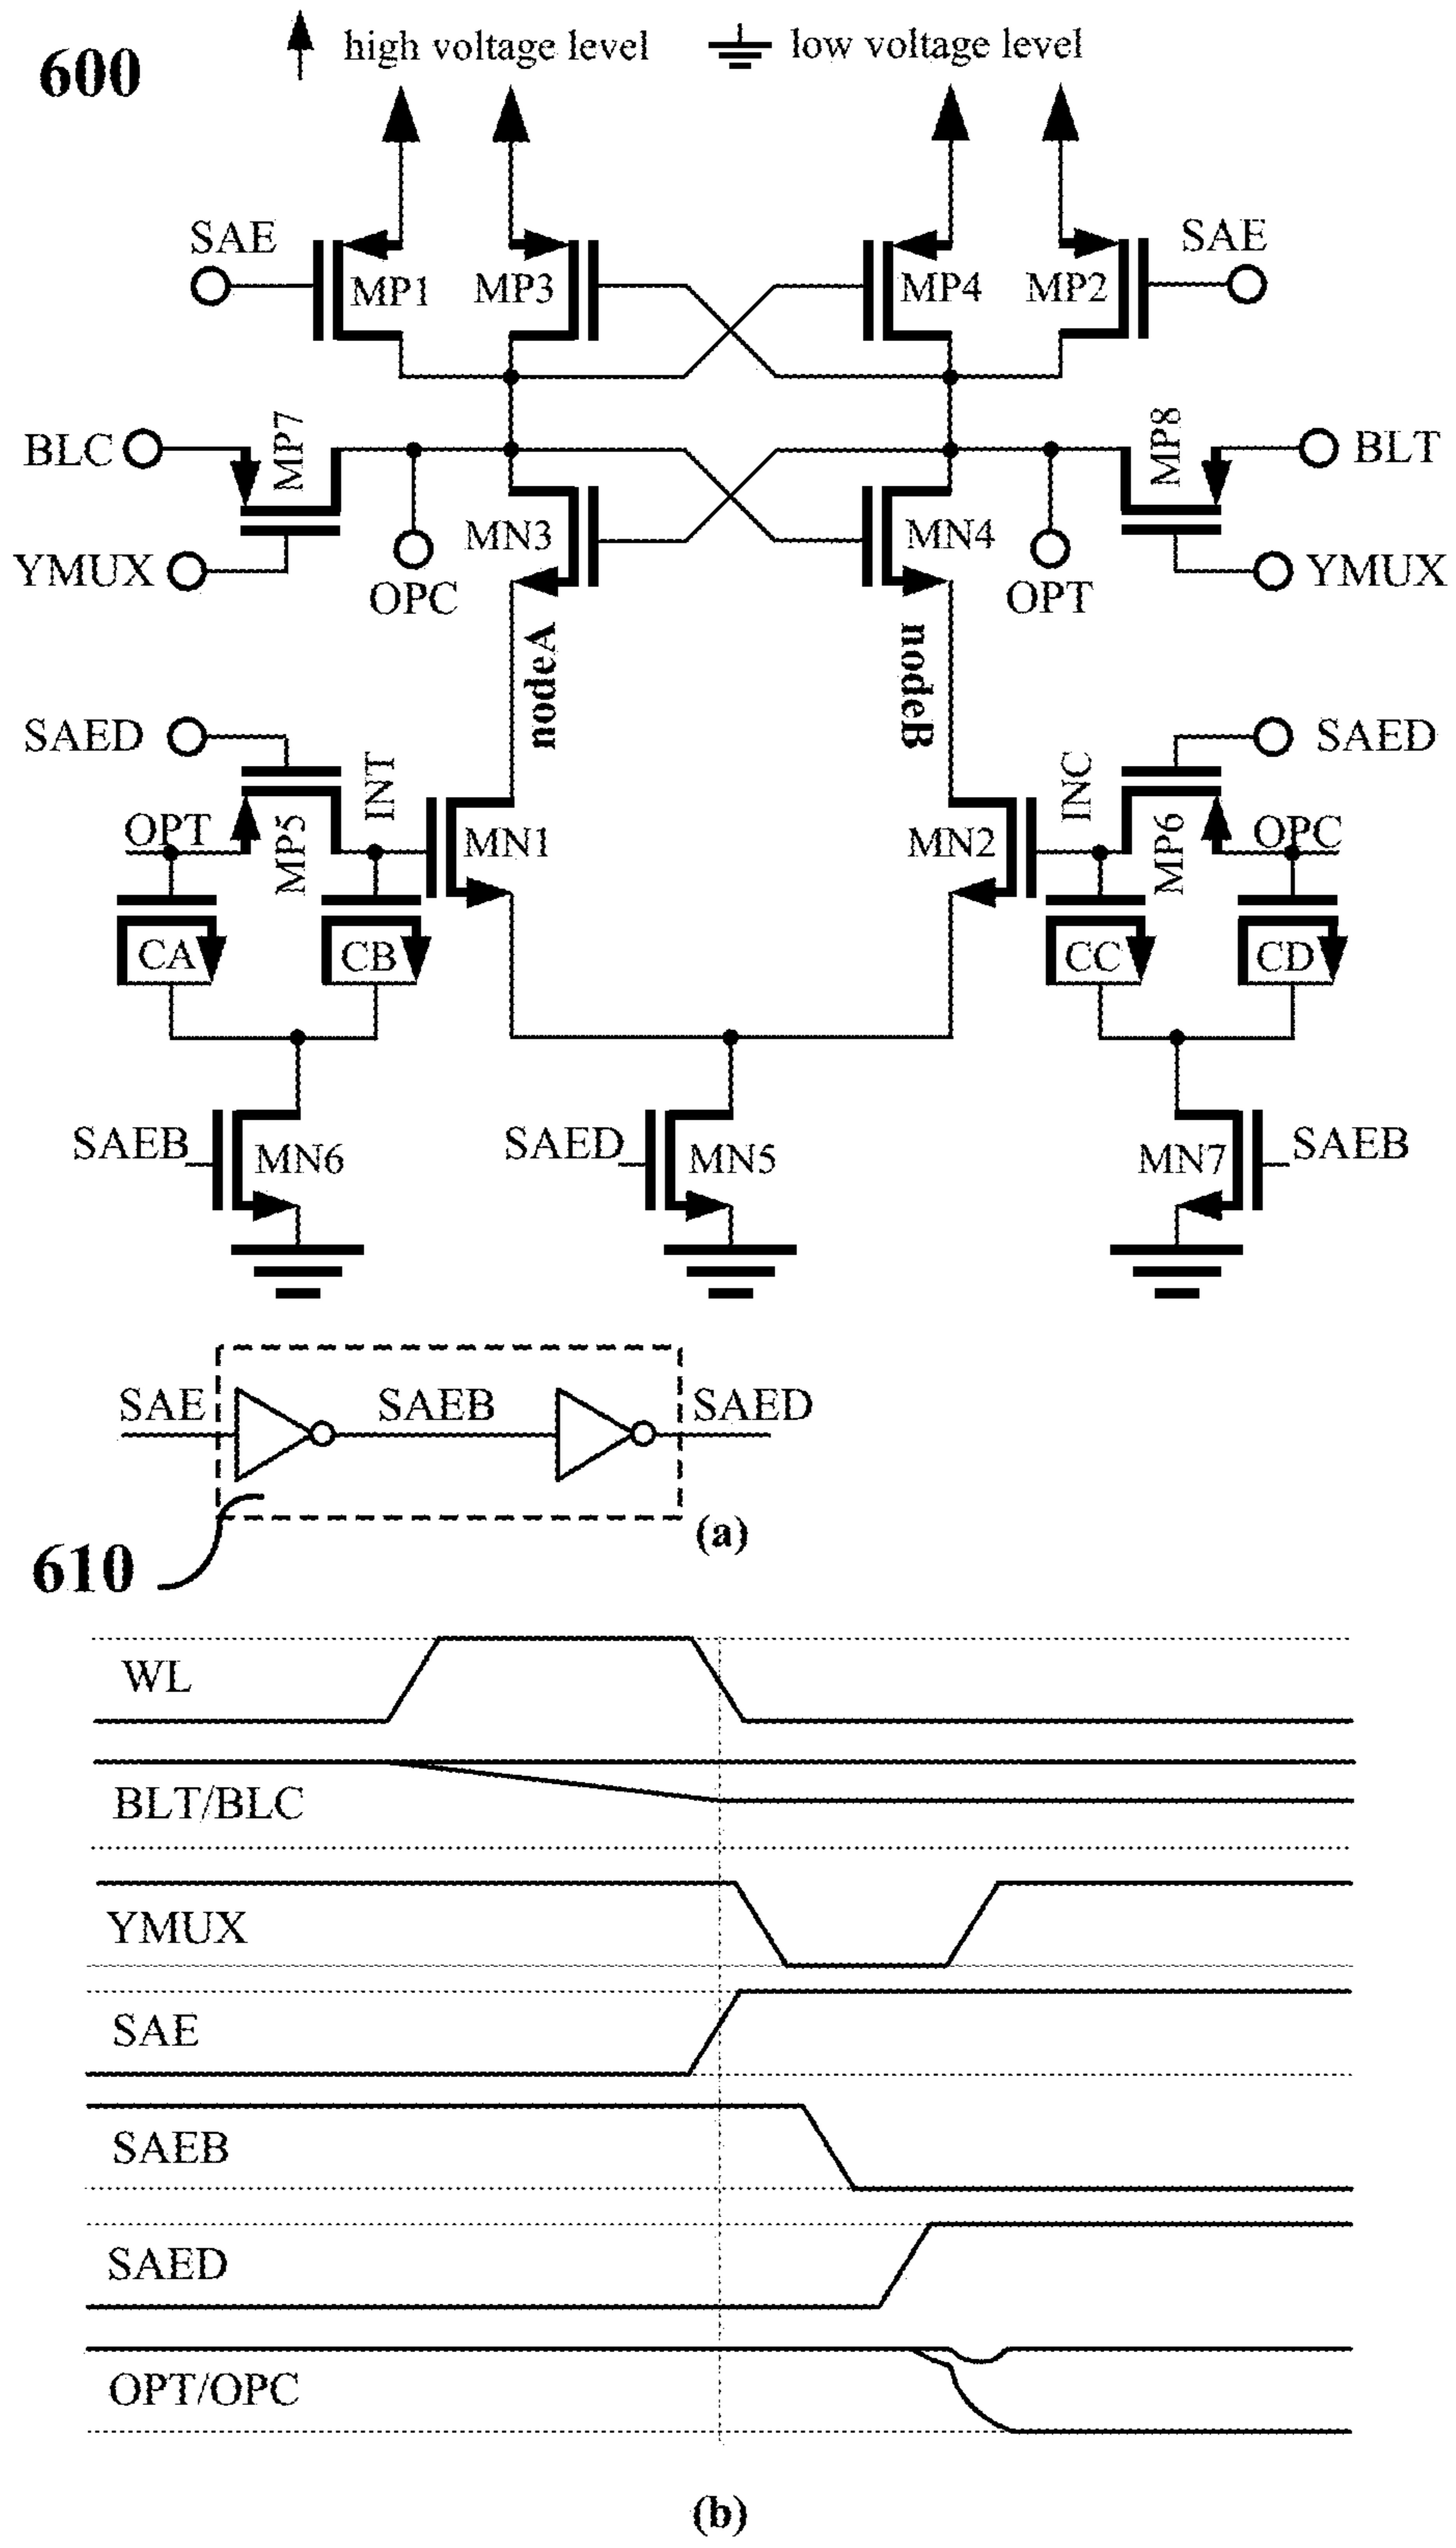 600
high voltage level
low voltage level
SAE
SAE
MP1
MP3
MP4
MP2
BLC
MP7
MP8
BLT
YMUX
OPC
MN3
MN4
OPT
YMUX
nodeA
nodeB
SAED
INT
INC
SAED
OPT
MP5
MN1
MN2
MP6
OPC
CA
CB
CC
CD
SAEB
MN6
SAED
MN5
MN7
SAEB
SAE
SAEB
SAED
610
(a)
WL
BLT/BLC
YMUX
SAE
SAEB
SAED
OPT/OPC
(b)